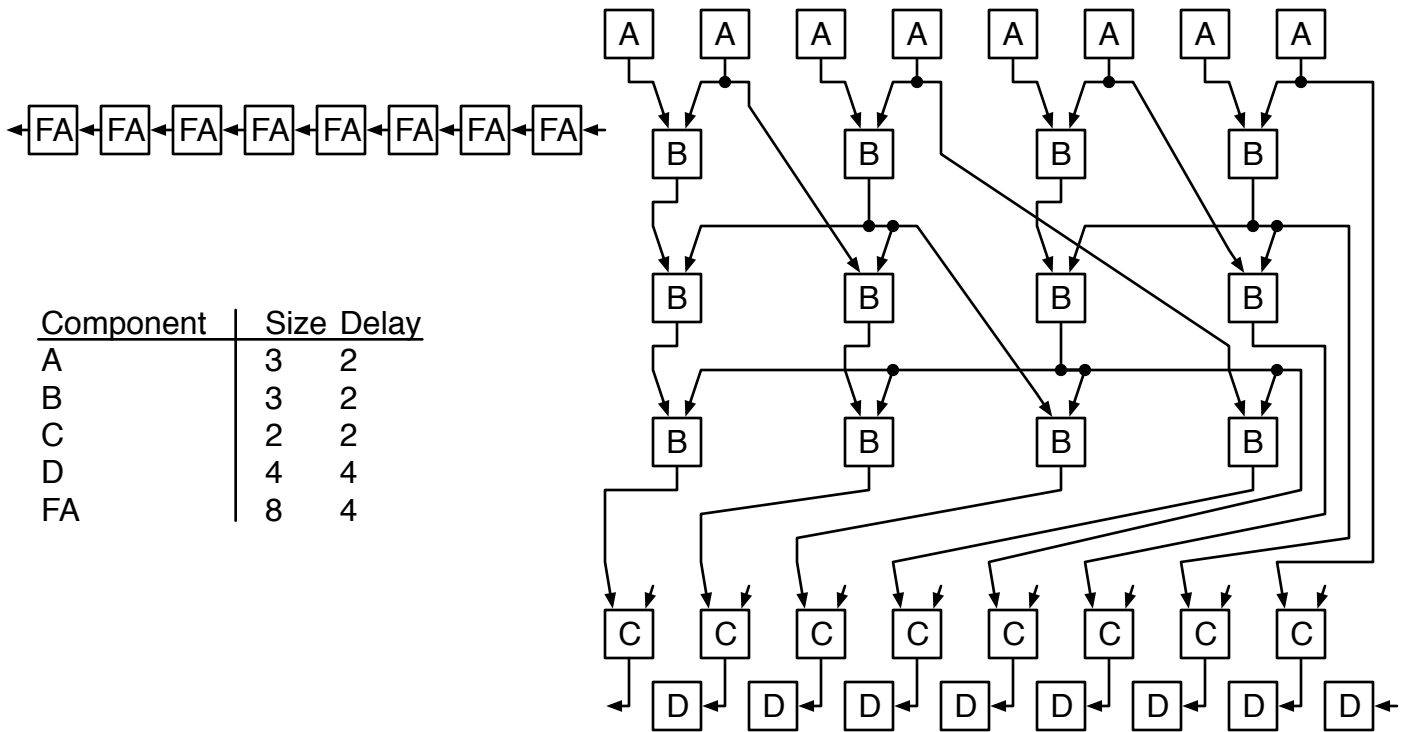 A A A A A A A A
FA FA FA FA FA FA FA FA
B B B B
B B B B
Component Size Delay
A 3 2
B 3 2
C 2 2
D 4 4
FA 8 4
B B B B
C C C C C C C C
D D D D D D D D